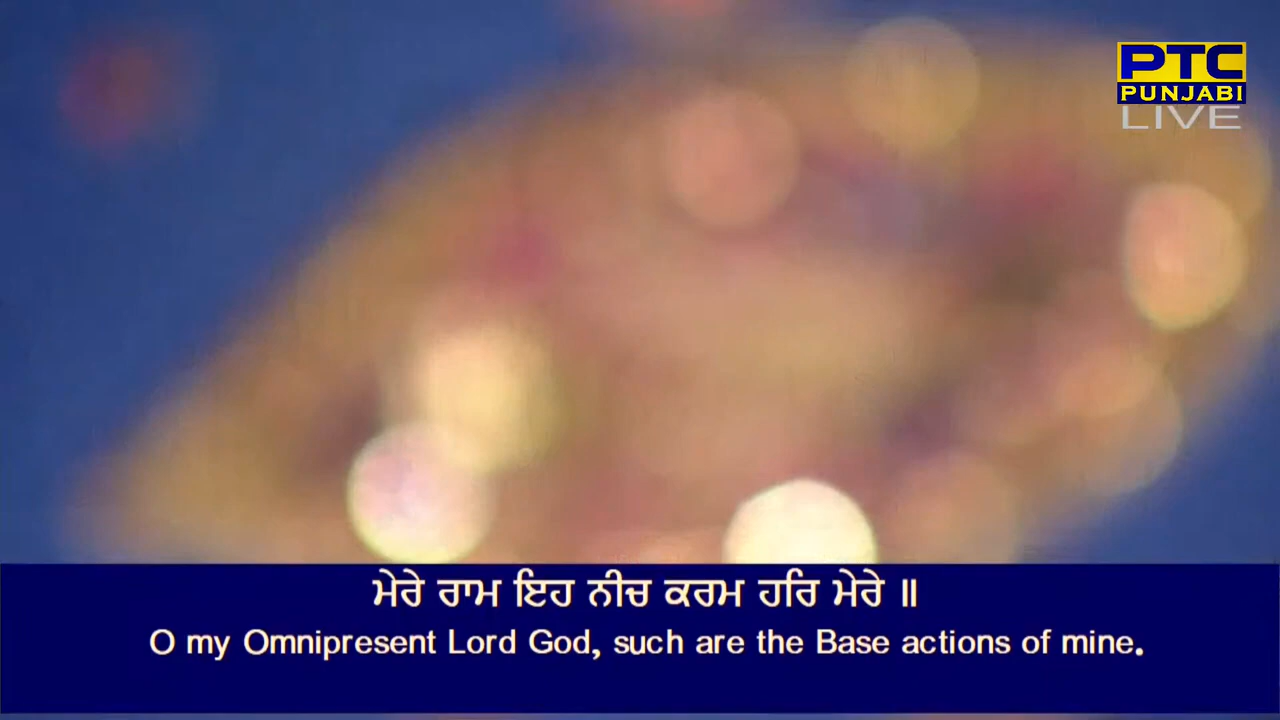 PTC
PUNJABI
LIVE
ਮੇਰੇ ਰਾਮ ਇਹ ਨੀਚ ਕਰਮ ਹਰਿ ਮੇਰੇ ॥
O my Omnipresent Lord God, such are the Base actions of mine.